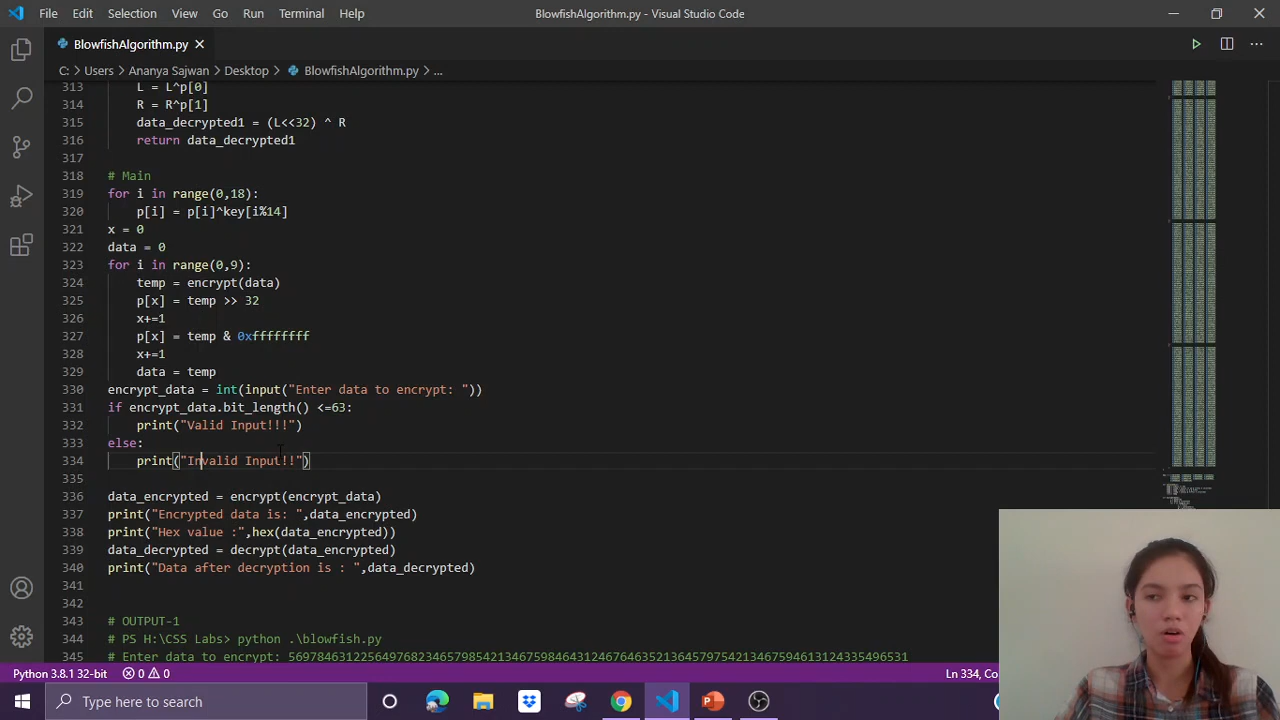 File Edit Selection View Go Run Terminal Help BlowfishAlgorithm.py - Visual Studio Code
BlowfishAlgorithm.py
C: > Users > Ananya Sajwan > Desktop > BlowfishAlgorithm.py > ...
313 L = L^p[0]
314 R = R^p[1]
315 data_decrypted1 = (L<<32) ^ R
316 return data_decrypted1
317
318 # Main
319 for i in range(0,18):
320 p[i] = p[i]^key[i%14]
321 x = 0
322 data = 0
323 for i in range(0,9):
324 temp = encrypt(data)
325 p[x] = temp >> 32
326 x+=1
327 p[x] = temp & 0xffffffff
328 x+=1
329 data = temp
330 encrypt_data = int(input("Enter data to encrypt: "))
331 if encrypt_data.bit_length() <=63:
332 print("Valid Input!!!")
333 else:
334 print("Invalid Input!!")
335
336 data_encrypted = encrypt(encrypt_data)
337 print("Encrypted data is: ",data_encrypted)
338 print("Hex value :",hex(data_encrypted))
339 data_decrypted = decrypt(data_encrypted)
340 print("Data after decryption is : ",data_decrypted)
341
342
343 # OUTPUT-1
344 # PS H:\CSS Labs> python .\blowfish.py
345 # Enter data to encrypt: 
Python 3.8.1 32-bit 0 0 Ln 334,
Type here to search